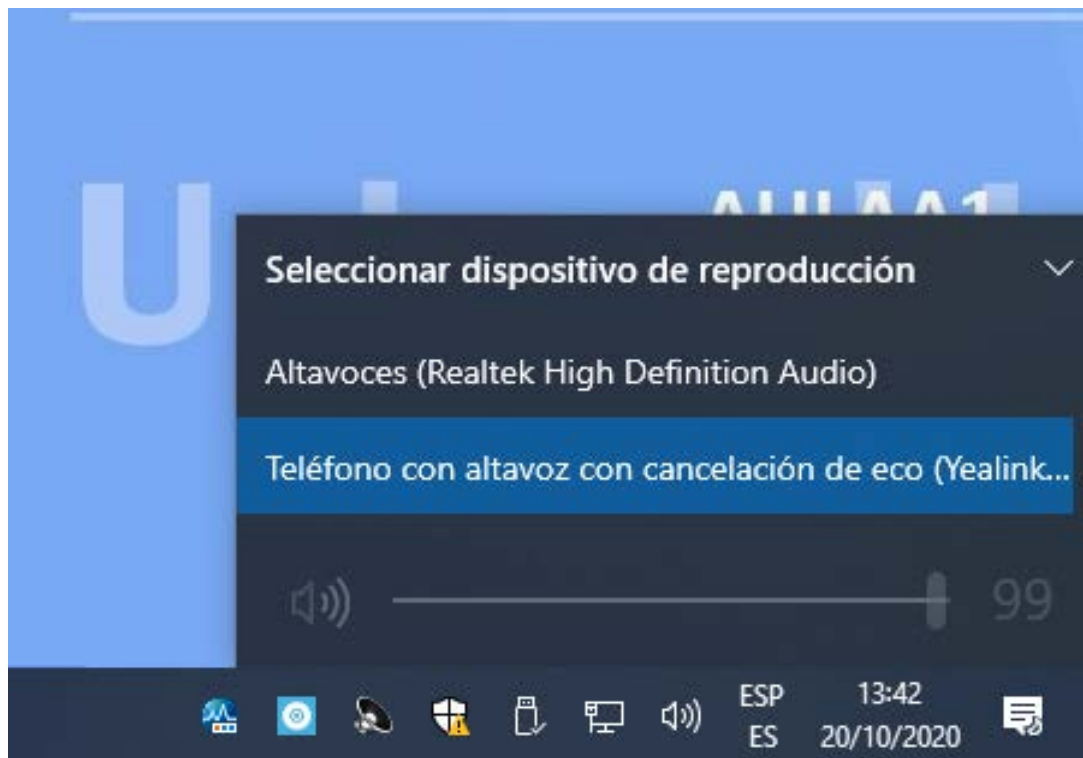 AULAA1
Seleccionar dispositivo de reproducción
Altavoces (Realtek High Definition Audio)
Teléfono con altavoz con cancelación de eco (Yealink...
99
ESP 13:42
ES 20/10/2020